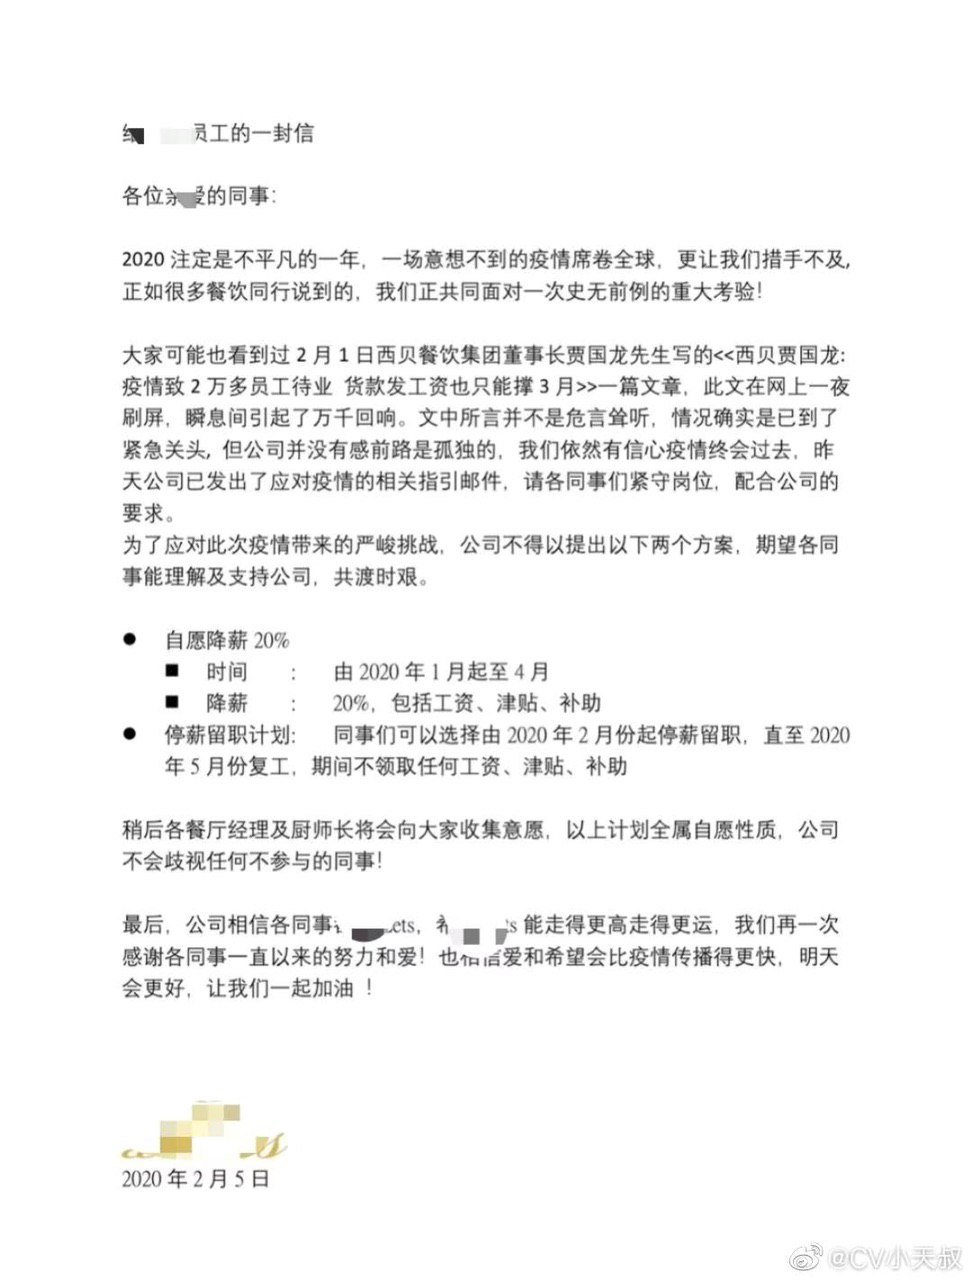 员工的一封信
各位亲爱的同事：
2020 注定是不平凡的一年，一场意想不到的疫情席卷全球，更让我们措手不及，
正如很多餐饮同行说到的，我们正共同面对一次史无前例的重大考验！
大家可能也看到过 2 月 1 日西贝餐饮集团董事长贾国龙先生写的<<西贝贾国龙：
疫情致 2 万多员工待业 货款发工资也只能撑 3 月>>一篇文章，此文在网上一夜
刷屏，瞬息间引起了万千回响。文中所言并不是危言耸听，情况确实是已到了
紧急关头，但公司并没有感前路是孤独的，我们依然有信心疫情终会过去，昨
天公司已发出了应对疫情的相关指引邮件，请各同事们紧守岗位，配合公司的
要求。
为了应对此次疫情带来的严峻挑战，公司不得以提出以下两个方案，期望各同
事能理解及支持公司，共渡时艰。
● 自愿降薪 20%
■ 时间 ： 由 2020 年 1 月起至 4 月
■ 降薪 ： 20%，包括工资、津贴、补助
● 停薪留职计划： 同事们可以选择由 2020 年 2 月份起停薪留职，直至 2020
年 5 月份复工，期间不领取任何工资、津贴、补助
稍后各餐厅经理及厨师长将会向大家收集意愿，以上计划全属自愿性质，公司
不会歧视任何不参与的同事！
最后，公司相信各同事 ets， ts 能走得更高走得更运，我们再一次
感谢各同事一直以来的努力和爱！也相信爱和希望会比疫情传播得更快，明天
会更好，让我们一起加油 ！
2020 年 2 月 5 日
@CV小天叔